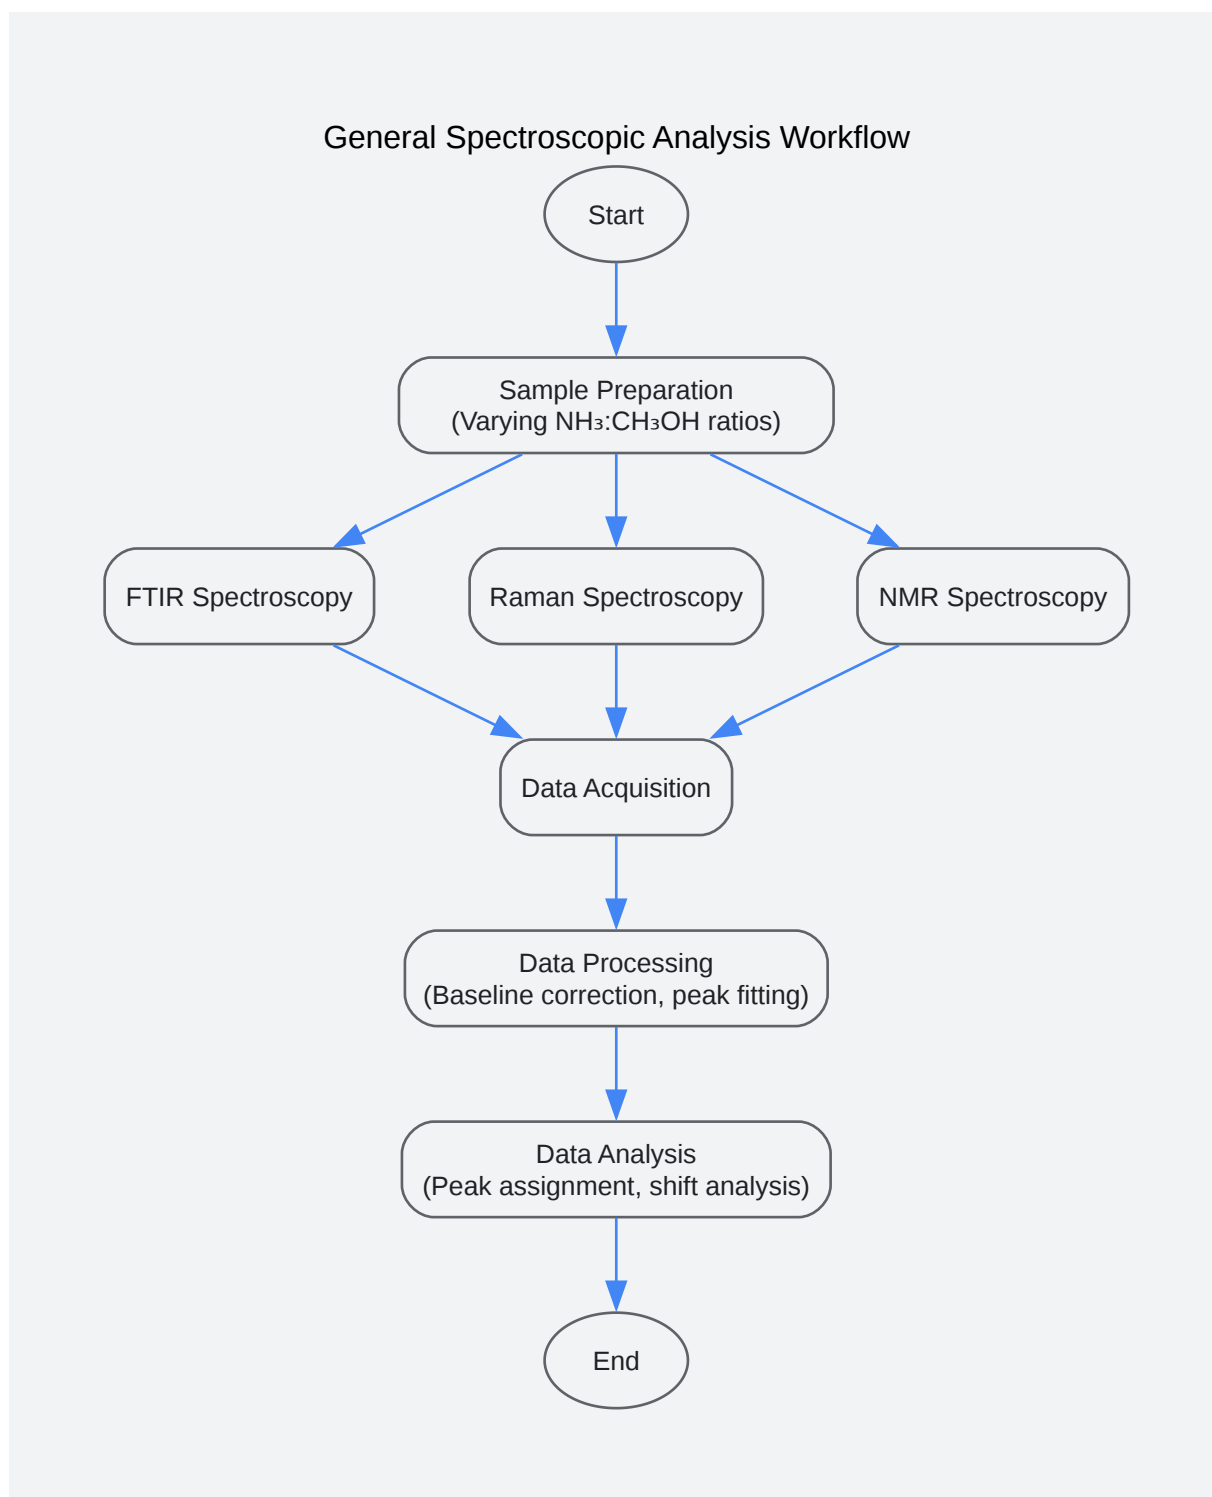 General Spectroscopic Analysis Workflow
Start
Sample Preparation
(Varying NH₃:CH₃OH ratios)
FTIR Spectroscopy
Raman Spectroscopy
NMR Spectroscopy
Data Acquisition
Data Processing
(Baseline correction, peak fitting)
Data Analysis
(Peak assignment, shift analysis)
End